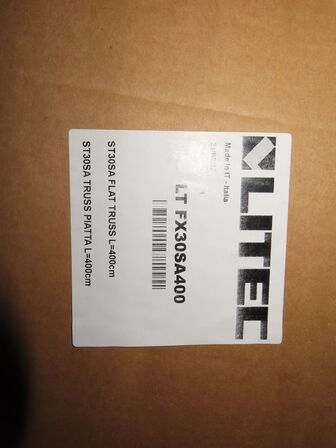 LITEC
Made in IT - Italia
LT FX30SA400
ST30SA FLAT TRUSS L=400cm
ST30SA TRUSS PIATTA L=400cm